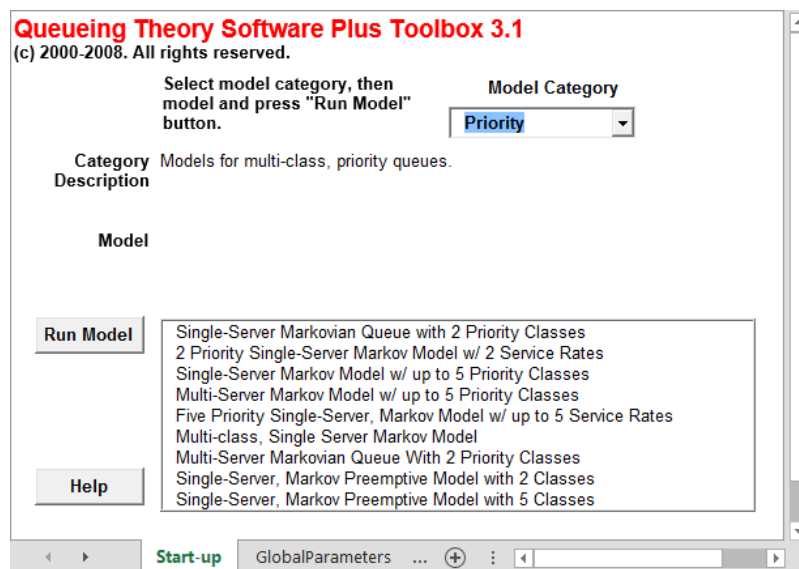 Queueing Theory Software Plus Toolbox 3.1
(c) 2000-2008. All rights reserved.
Select model category, then
model and press "Run Model"
button.
Model Category
Priority
Category
Description
Models for multi-class, priority queues.
Model
Run Model
Single-Server Markovian Queue with 2 Priority Classes
2 Priority Single-Server Markov Model w/ 2 Service Rates
Single-Server Markov Model w/ up to 5 Priority Classes
Multi-Server Markov Model w/ up to 5 Priority Classes
Five Priority Single-Server, Markov Model w/ up to 5 Service Rates
Multi-class, Single Server Markov Model
Multi-Server Markovian Queue With 2 Priority Classes
Single-Server, Markov Preemptive Model with 2 Classes
Single-Server, Markov Preemptive Model with 5 Classes
Help
Start-up GlobalParameters ...